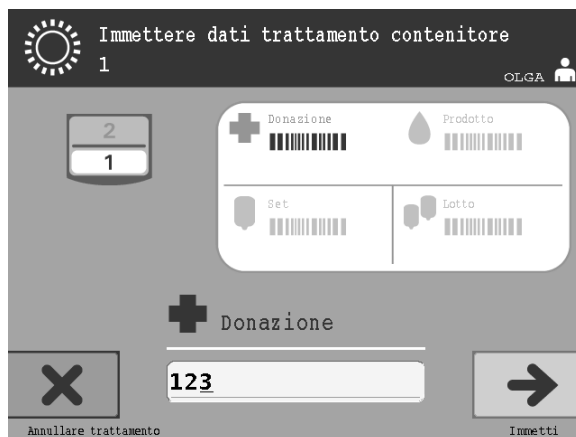 Immettere dati trattamento contenitore
1
OLGA
2
1
Donazione
Prodotto
Set
Lotto
Donazione
123
Annullare trattamento
Immetti